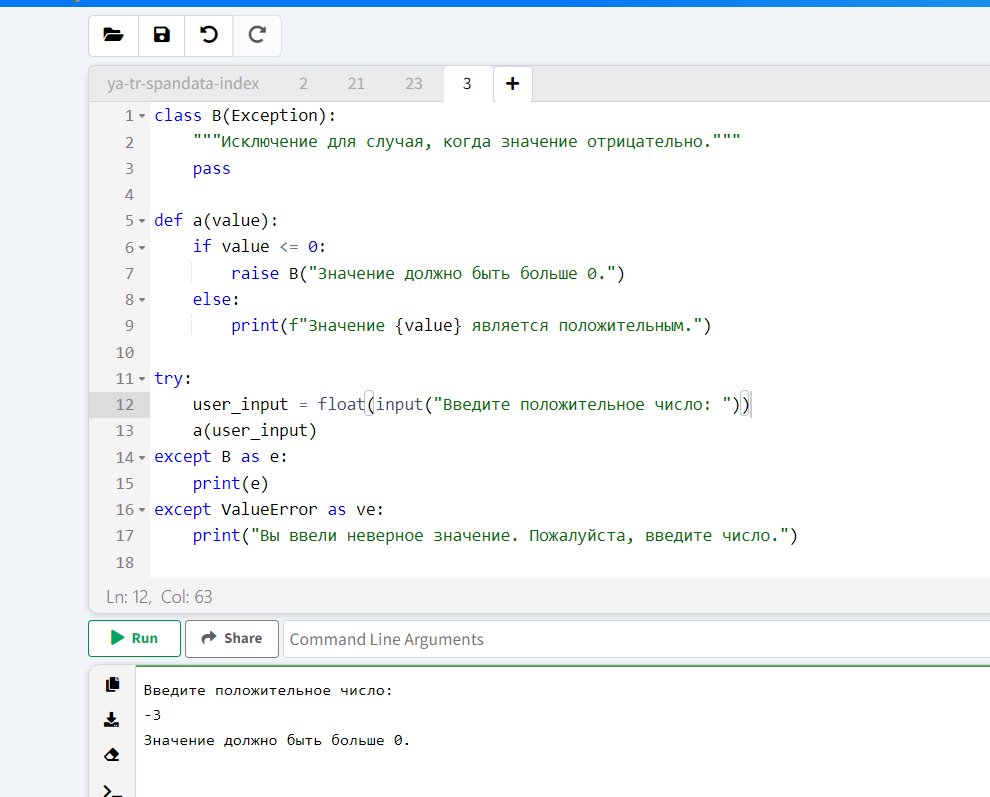 ya-tr-spandata-index 2 21 23 3 +
1 class B(Exception):
2 """Исключение для случая, когда значение отрицательно."""
3 pass
4
5 def a(value):
6 if value <= 0:
7 raise B("Значение должно быть больше 0.")
8 else:
9 print(f"Значение {value} является положительным.")
10
11 try:
12 user_input = float(input("Введите положительное число: "))
13 a(user_input)
14 except B as e:
15 print(e)
16 except ValueError as ve:
17 print("Вы ввели неверное значение. Пожалуйста, введите число.")
18
Ln: 12, Col: 63
Run Share Command Line Arguments
Введите положительное число:
-3
Значение должно быть больше 0.